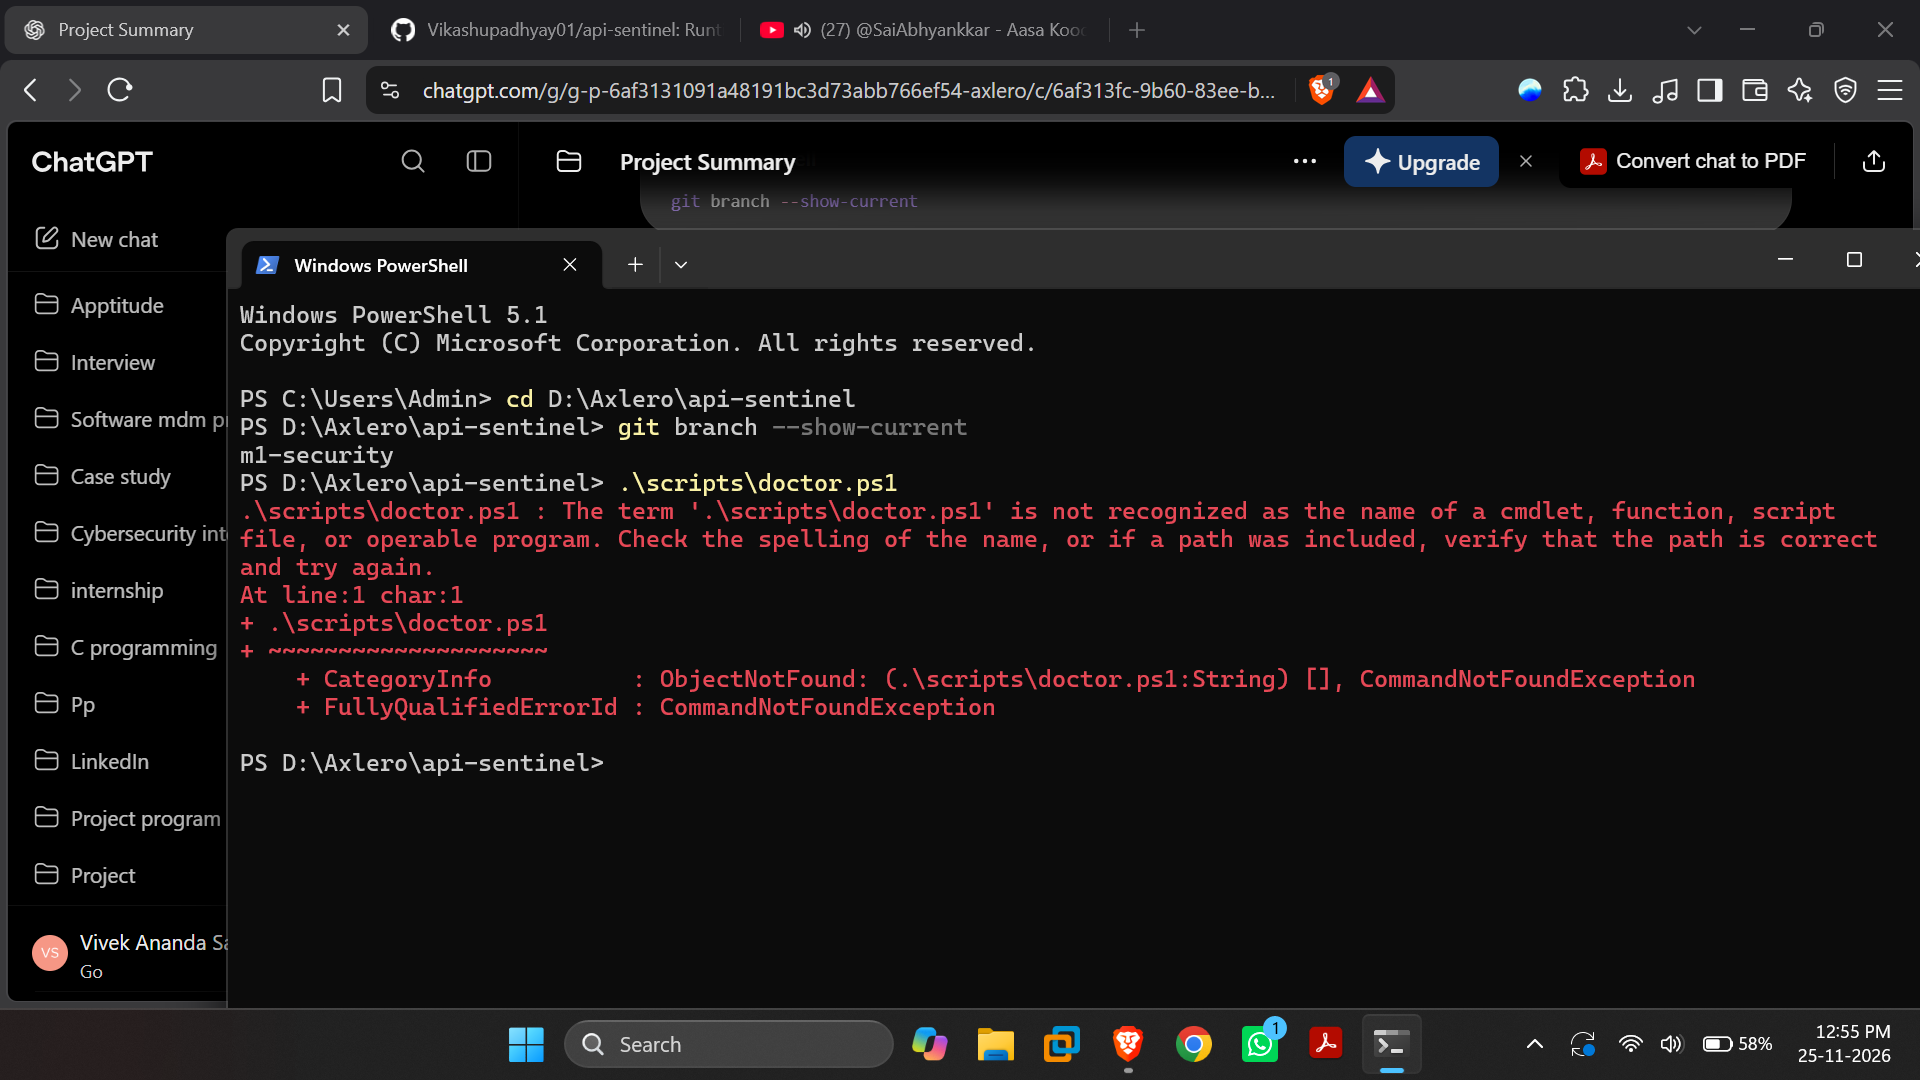 Project Summary
Vikashupadhyay01/api-sentinel: Runt
(27) @SaiAbhyankkar - Aasa Kood
chatgpt.com/g/g-p-6af3131091a48191bc3d73abb766ef54-axlero/c/6af313fc-9b60-83ee-b...
1
ChatGPT
Project Summary
Upgrade
Convert chat to PDF
git branch --show-current
New chat
Apptitude
Interview
Software mdm pr
Case study
Cybersecurity inte
internship
C programming
Pp
LinkedIn
Project program
Project
VS
Vivek Ananda Sa
Go
Windows PowerShell
Windows PowerShell 5.1
Copyright (C) Microsoft Corporation. All rights reserved.
PS C:\Users\Admin> cd D:\Axlero\api-sentinel
PS D:\Axlero\api-sentinel> git branch --show-current
m1-security
PS D:\Axlero\api-sentinel> .\scripts\doctor.ps1
.\scripts\doctor.ps1 : The term '.\scripts\doctor.ps1' is not recognized as the name of a cmdlet, function, script
file, or operable program. Check the spelling of the name, or if a path was included, verify that the path is correct
and try again.
At line:1 char:1
+ .\scripts\doctor.ps1
+ ~~~~~~~~~~~~~~~~~~~~
+ CategoryInfo : ObjectNotFound: (.\scripts\doctor.ps1:String) [], CommandNotFoundException
+ FullyQualifiedErrorId : CommandNotFoundException
PS D:\Axlero\api-sentinel>
Search
1
58%
12:55 PM
25-11-2026